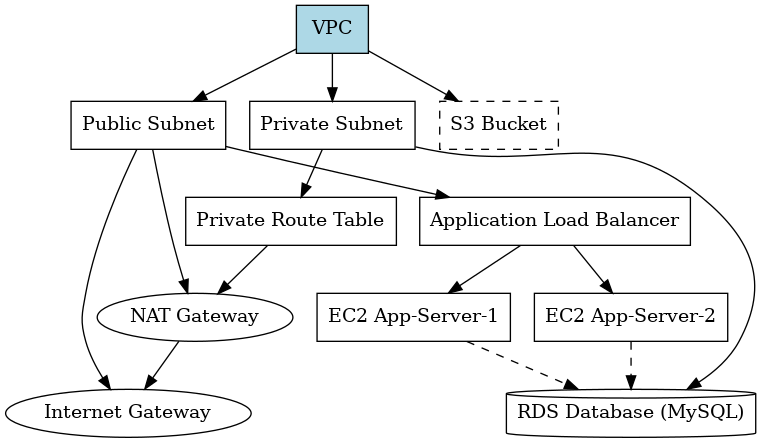 VPC
Public Subnet
Private Subnet
S3 Bucket
Private Route Table
Application Load Balancer
NAT Gateway
EC2 App-Server-1
EC2 App-Server-2
Internet Gateway
RDS Database (MySQL)